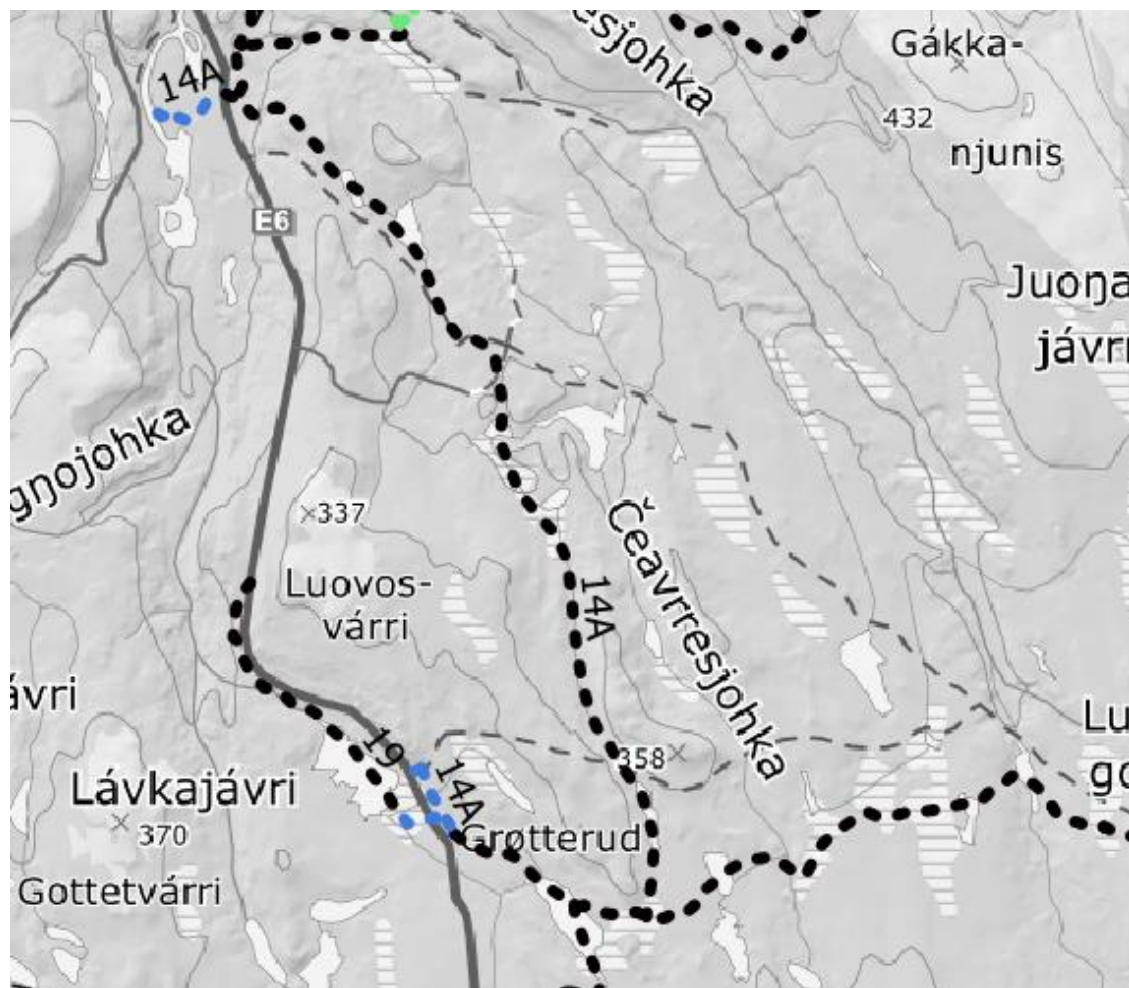 esjohka
Gákka-
14A
432
njunis
E6
Juoŋa
jávr
gŋojohka
337
Luovos-
várri
14A
Čeavrresjohka
ávri
19
358
Lu
go
Lávkajávri
14A
370
Grøtterud
Gottetvárri